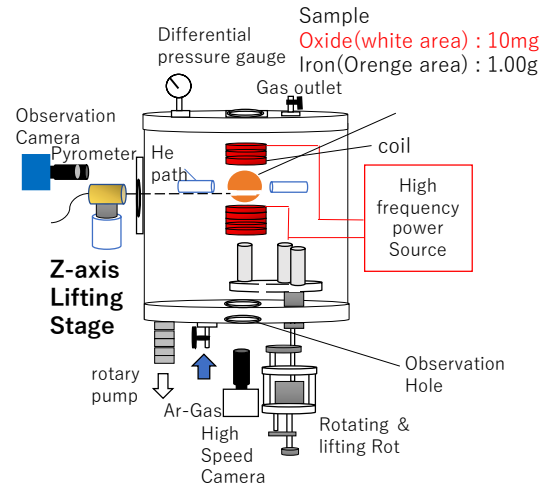 Sample
Oxide(white area) : 10mg
Iron(Orenge area) : 1.00g
Differential
pressure gauge
Gas outlet
Observation
Camera
Pyrometer
He
path
coil
High
frequency
power
Source
Z-axis
Lifting
Stage
Observation
Hole
rotary
pump
Ar-Gas
High
Speed
Camera
Rotating &
lifting Rot